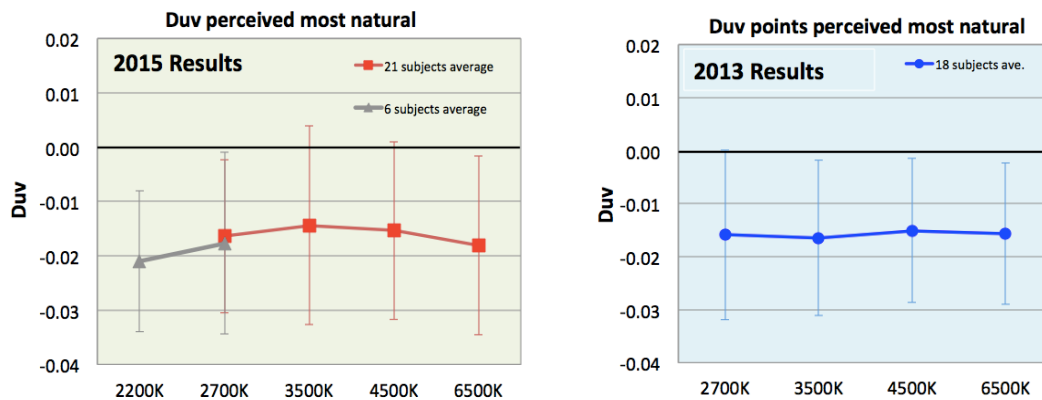 Duv perceived most natural
2015 Results
21 subjects average
6 subjects average
0.02
0.01
0.00
-0.01
-0.02
-0.03
-0.04
Duv
2200K 2700K 3500K 4500K 6500K
Duv points perceived most natural
2013 Results
18 subjects ave.
0.02
0.01
0.00
-0.01
-0.02
-0.03
-0.04
Duv
2700K 3500K 4500K 6500K